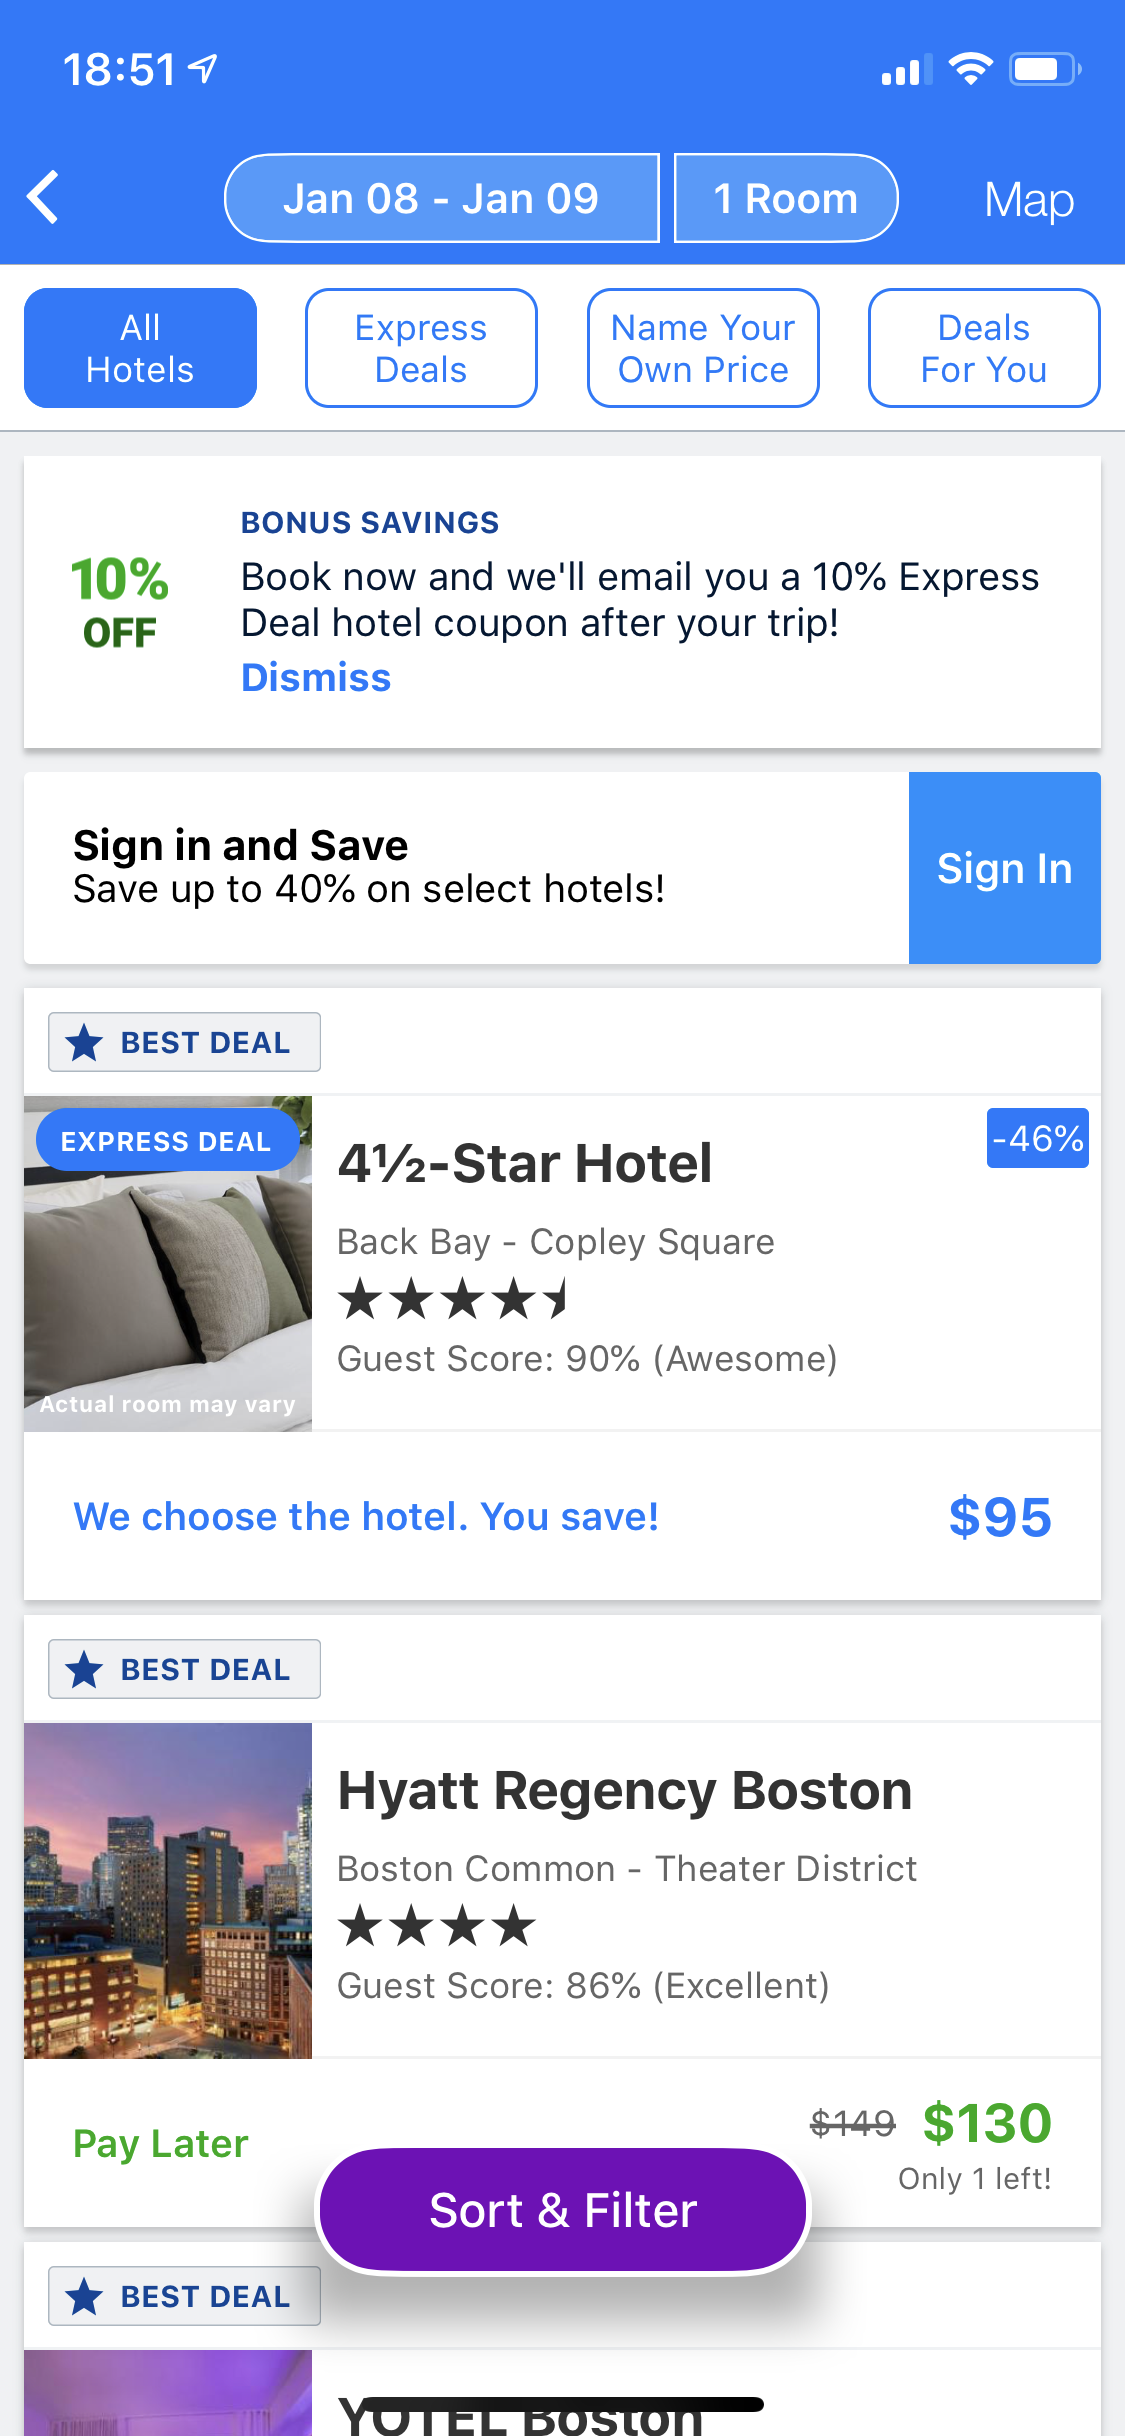 18:51
Jan 08 - Jan 09
1 Room
Map
All
Hotels
Express
Deals
Name Your
Own Price
Deals
For You
10%
OFF
BONUS SAVINGS
Book now and we'll email you a 10% Express
Deal hotel coupon after your trip!
Dismiss
Sign in and Save
Save up to 40% on select hotels!
Sign In
BEST DEAL
EXPRESS DEAL
Actual room may vary
4½-Star Hotel
-46%
Back Bay - Copley Square
Guest Score: 90% (Awesome)
We choose the hotel. You save!
$95
BEST DEAL
Hyatt Regency Boston
Boston Common - Theater District
Guest Score: 86% (Excellent)
Pay Later
$149 $130
Only 1 left!
Sort & Filter
BEST DEAL
YOTEL Boston